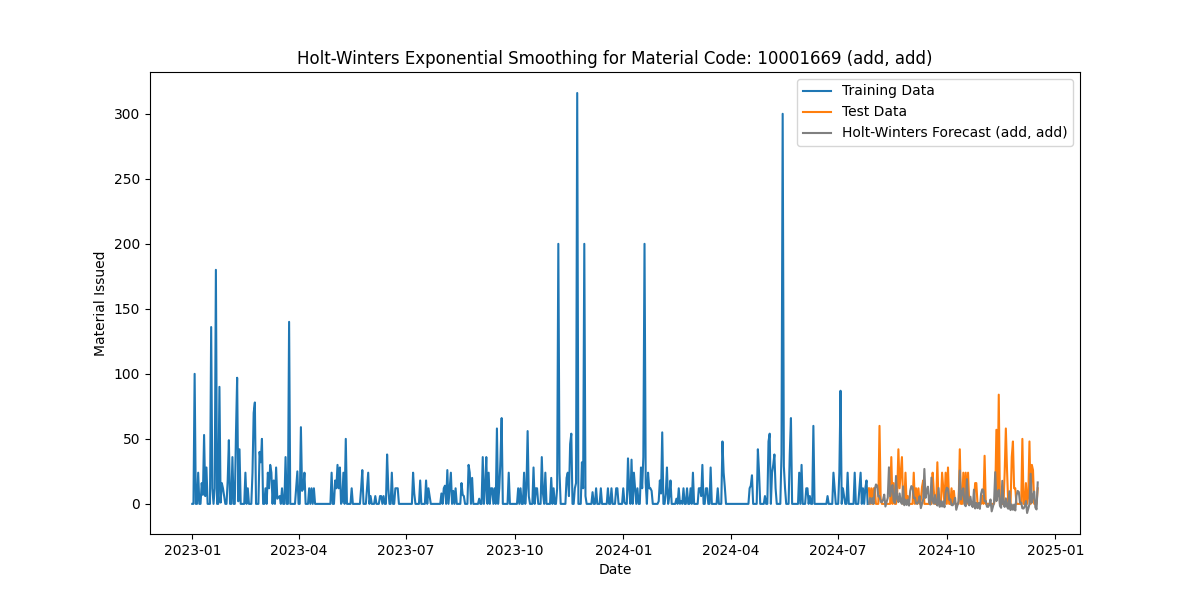 Holt-Winters Exponential Smoothing for Material Code: 10001669 (add, add)
Training Data
Test Data
Holt-Winters Forecast (add, add)
Material Issued
300
250
200
150
100
50
0
2023-01 2023-04 2023-07 2023-10 2024-01 2024-04 2024-07 2024-10 2025-01
Date